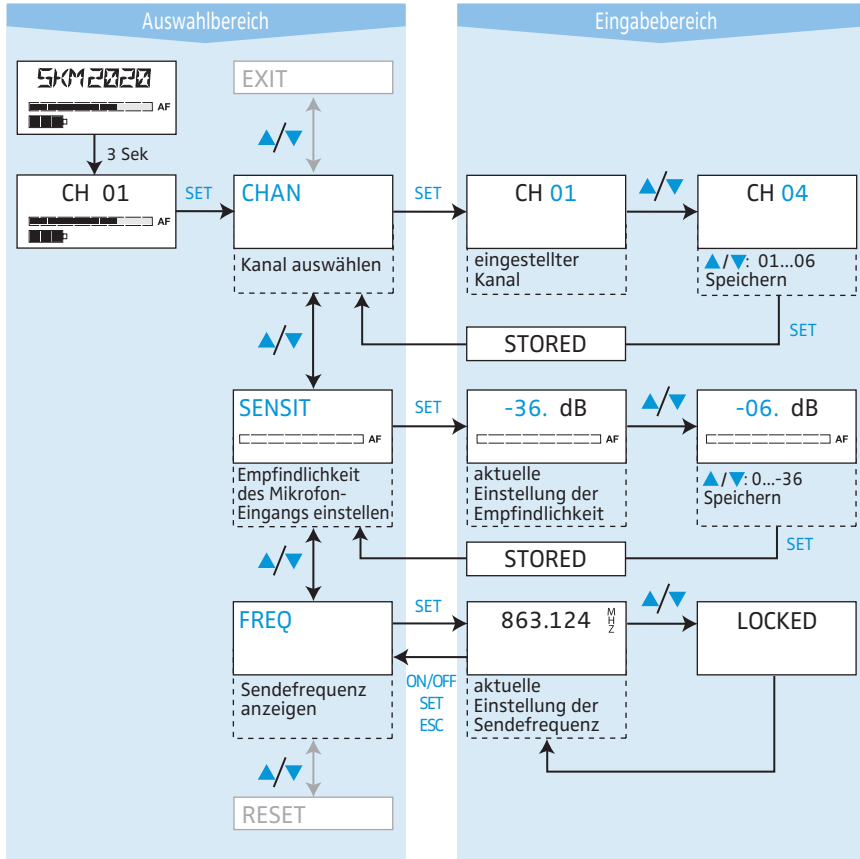 Auswahlbereich
Eingabebereich
SKM2020
AF
3 Sek
EXIT
▲/▼
CH 01
AF
SET
CHAN
Kanal auswählen
SET
CH 01
eingestellter
Kanal
▲/▼
CH 04
▲/▼: 01...06
Speichern
SET
STORED
▲/▼
SENSIT
AF
Empfindlichkeit
des Mikrofon-
Eingangs einstellen
SET
-36. dB
AF
aktuelle
Einstellung der
Empfindlichkeit
▲/▼
-06. dB
AF
▲/▼: 0...-36
Speichern
SET
STORED
▲/▼
FREQ
Sendefrequenz
anzeigen
SET
ON/OFF
SET
ESC
863.124 MHZ
aktuelle
Einstellung der
Sendefrequenz
▲/▼
LOCKED
▲/▼
RESET